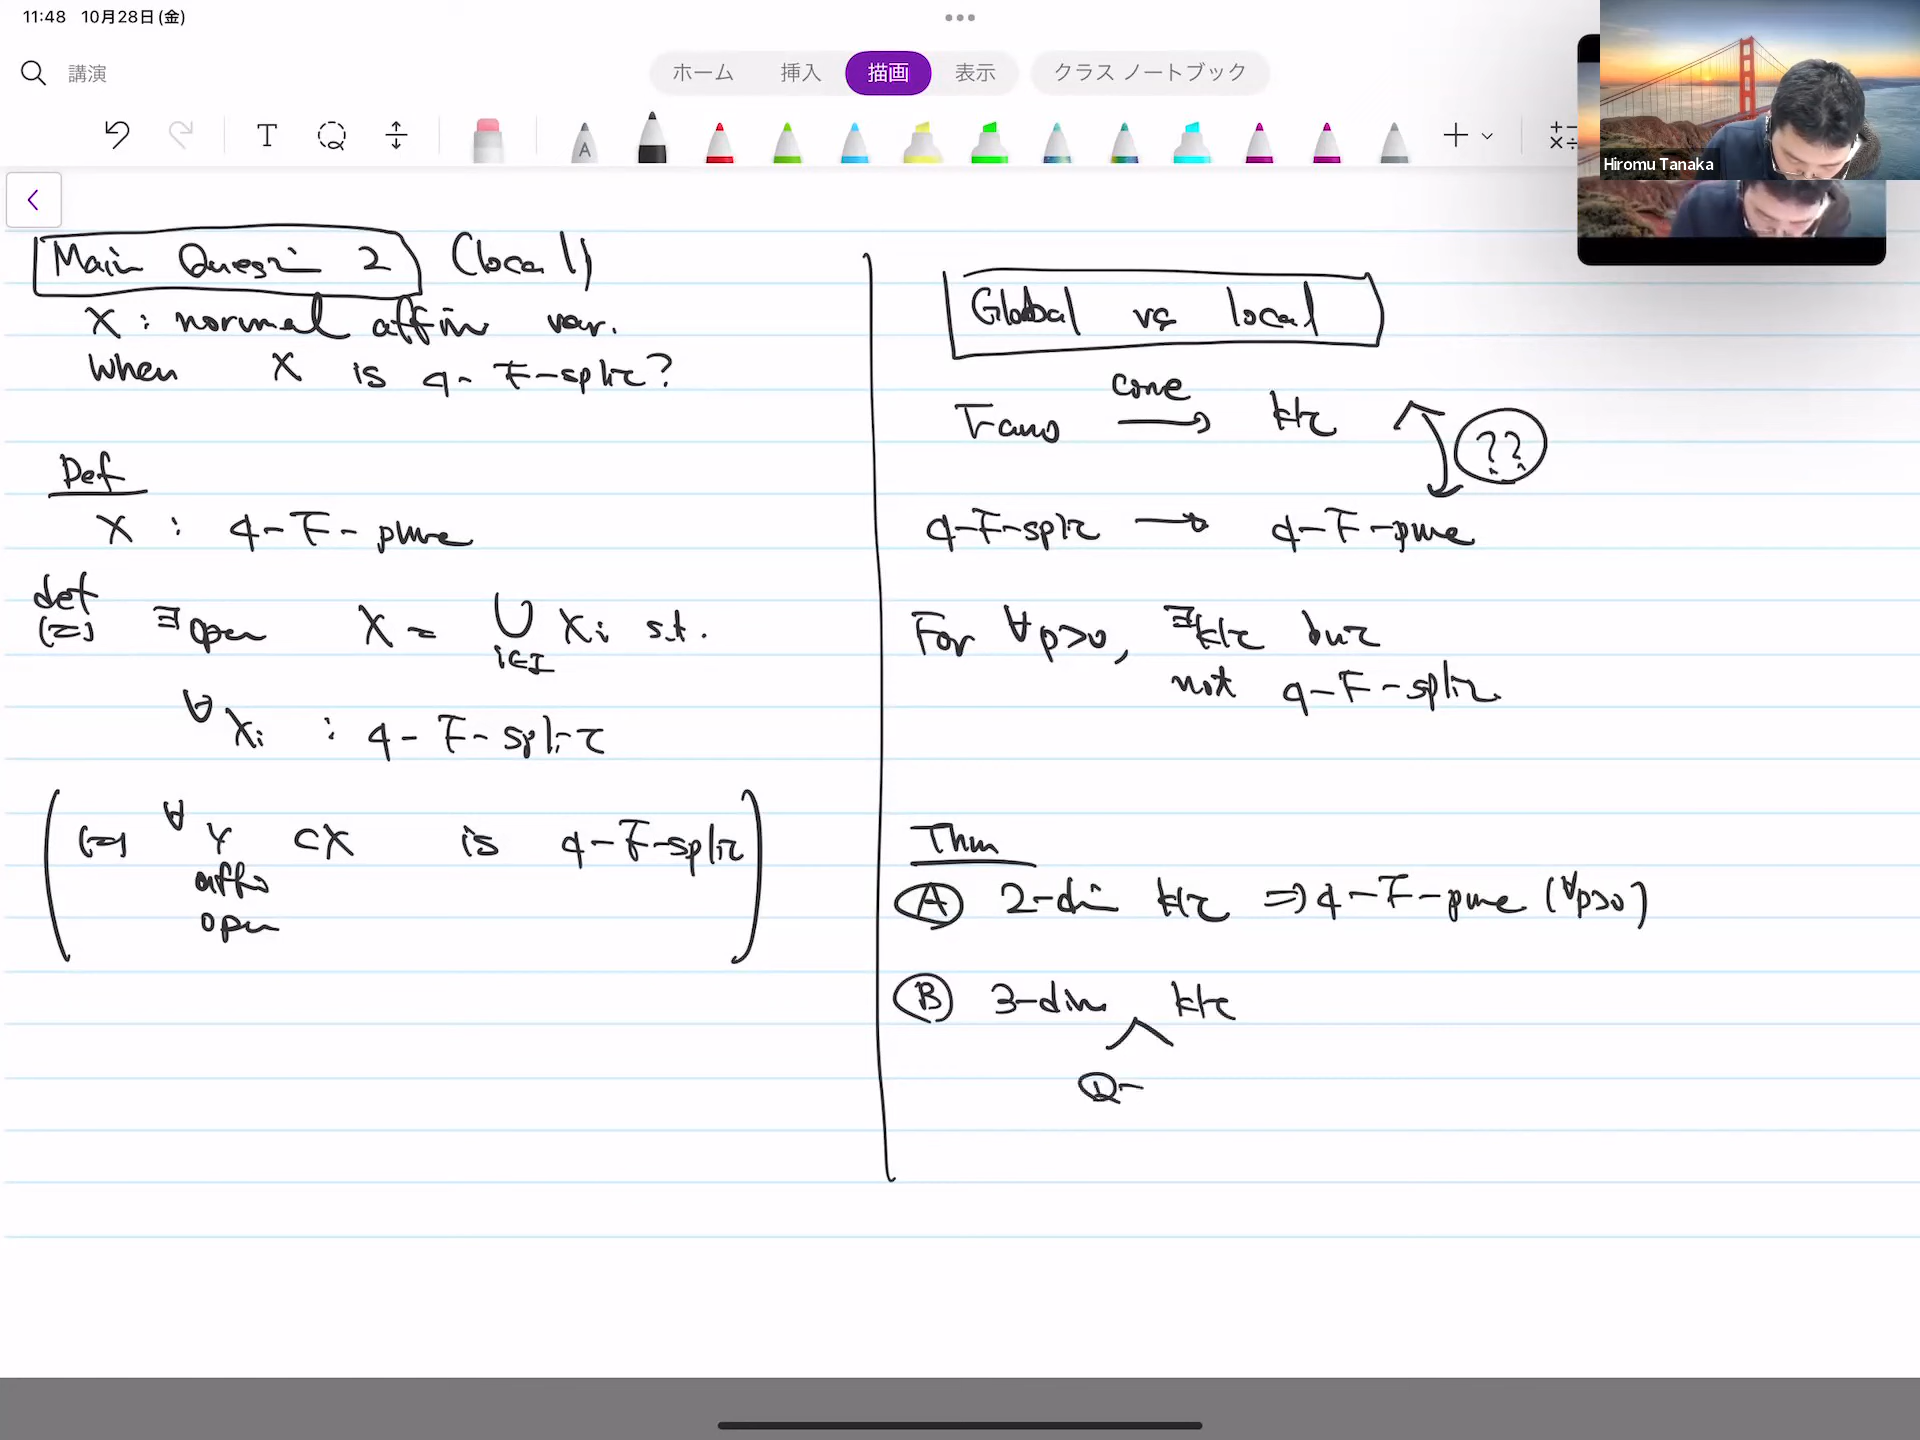 11:48 10月28日(金)
講演
ホーム 挿入 描画 表示 クラス ノートブック
T
A
Hiromu Tanaka
Main Questi 2 (local)
X : normal affine var.
When X is q-F-split?
Def
X : q-F-pure
def
⇔ ∃open X = ∪ Xi s.t.
i∈I
∀Xi : q-F-split
(⇔ ∀Y ⊂X is q-F-split)
affi
open
Global vs local
cone
Fano → klt
??
q-F-split → q-F-pure
For ∀p>0, ∃klt but
not q-F-split.
Thm
Ⓐ 2-dim klt ⇒ q-F-pure (∀p>0)
Ⓑ 3-dim klt
Q-